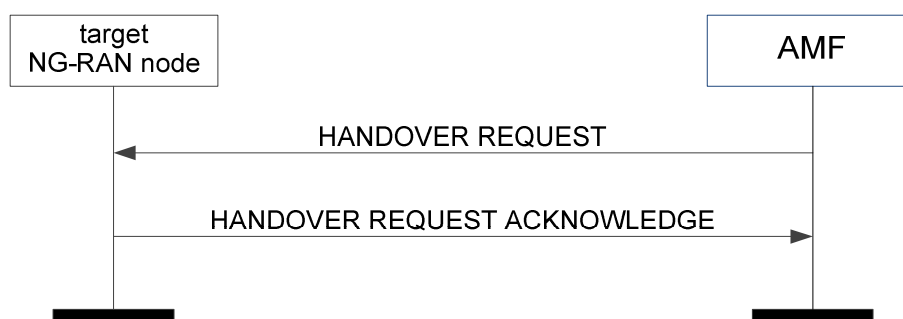 target
NG-RAN node
AMF
HANDOVER REQUEST
HANDOVER REQUEST ACKNOWLEDGE